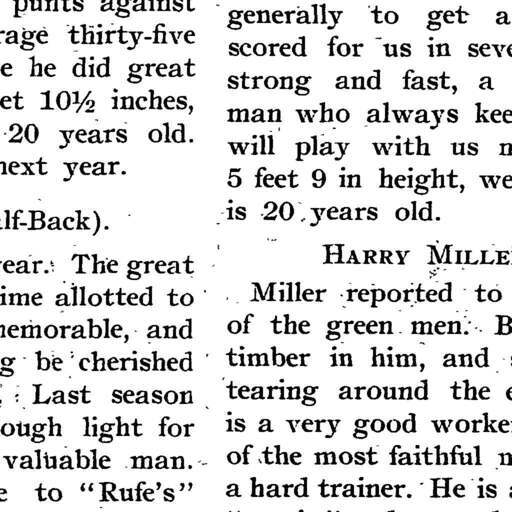 punts against
rage thirty-five
e he did great
et 10½ inches,
20 years old.
next year.
alf-Back).
year. The great
ime allotted to
memorable, and
g be cherished
Last season
ough light for
valuable man.
e to "Rufe's"
generally to get a
scored for us in seve
strong and fast, a
man who always kee
will play with us n
5 feet 9 in height, we
is 20 years old.
HARRY MILLE
Miller reported to
of the green men. B
timber in him, and s
tearing around the e
is a very good worke
of the most faithful n
a hard trainer. He is a